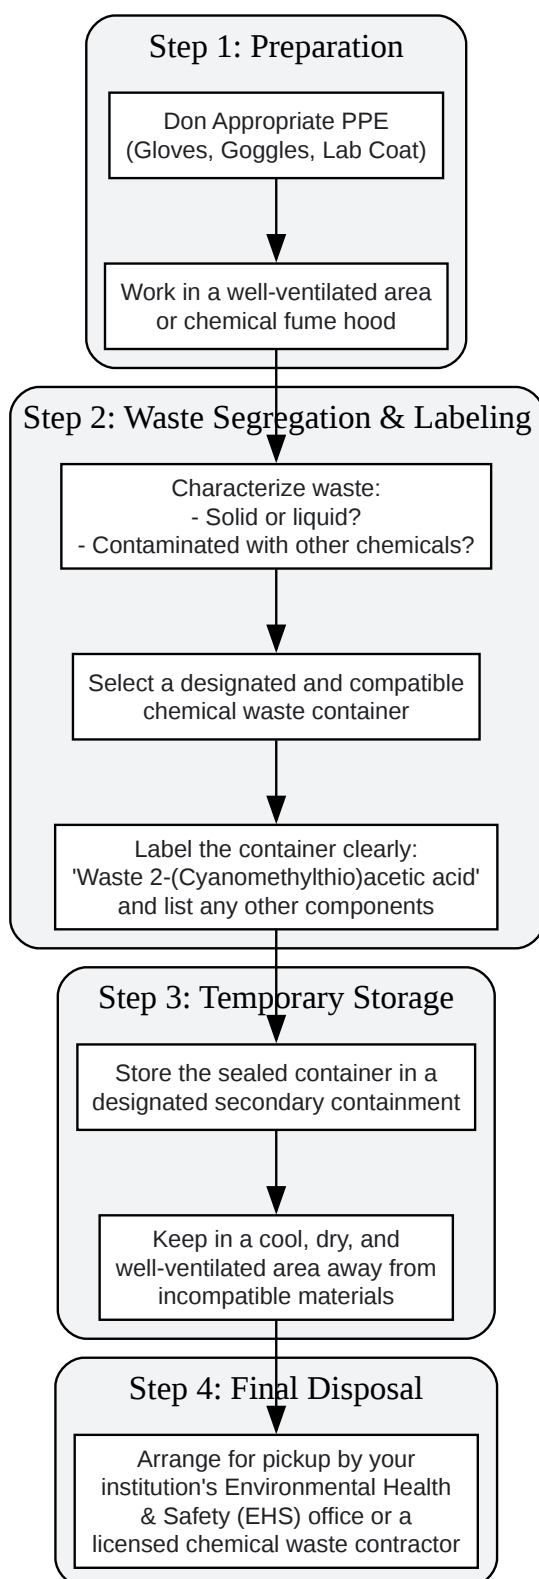 Step 1: Preparation
Don Appropriate PPE
(Gloves, Goggles, Lab Coat)
Work in a well-ventilated area
or chemical fume hood
Step 2: Waste Segregation & Labeling
Characterize waste:
- Solid or liquid?
- Contaminated with other chemicals?
Select a designated and compatible
chemical waste container
Label the container clearly:
'Waste 2-(Cyanomethylthio)acetic acid'
and list any other components
Step 3: Temporary Storage
Store the sealed container in a
designated secondary containment
Keep in a cool, dry, and
well-ventilated area away from
incompatible materials
Step 4: Final Disposal
Arrange for pickup by your
institution's Environmental Health
& Safety (EHS) office or a
licensed chemical waste contractor